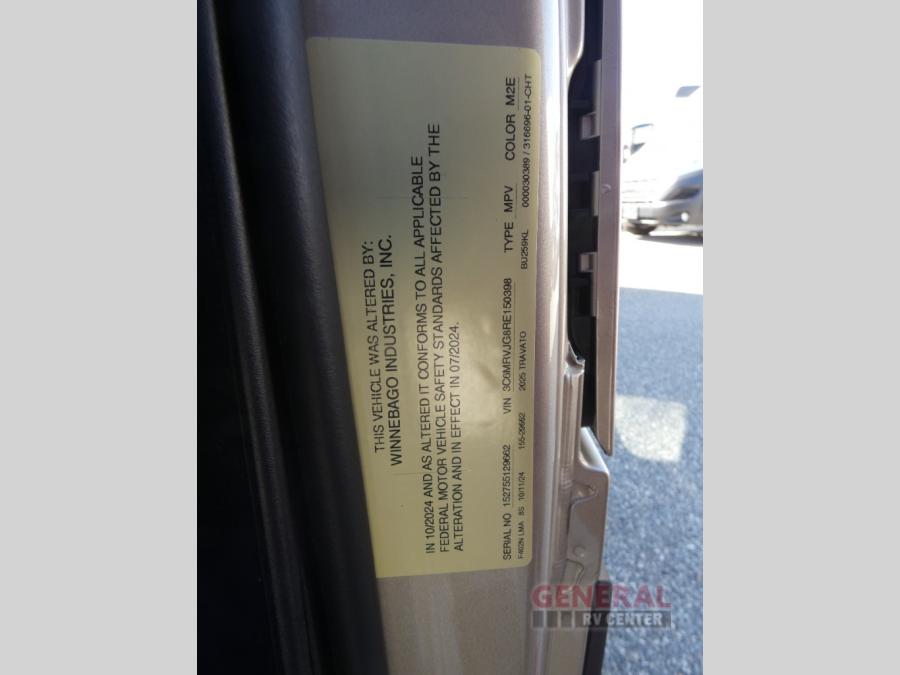 THIS VEHICLE WAS ALTERED BY:
WINNEBAGO INDUSTRIES, INC.
IN 10/2024 AND AS ALTERED IT CONFORMS TO ALL APPLICABLE
FEDERAL MOTOR VEHICLE SAFETY STANDARDS AFFECTED BY THE
ALTERATION AND IN EFFECT IN 07/2024.
SERIAL NO 152755129662 VIN 3C6MRVJG8RE150398 TYPE MPV COLOR M2E
F462N LMA 8S 10/11/24 155-29662 2025 TRAVATO BU259KL 000030389 / 316696-01-CHT
GENERAL
RV CENTER